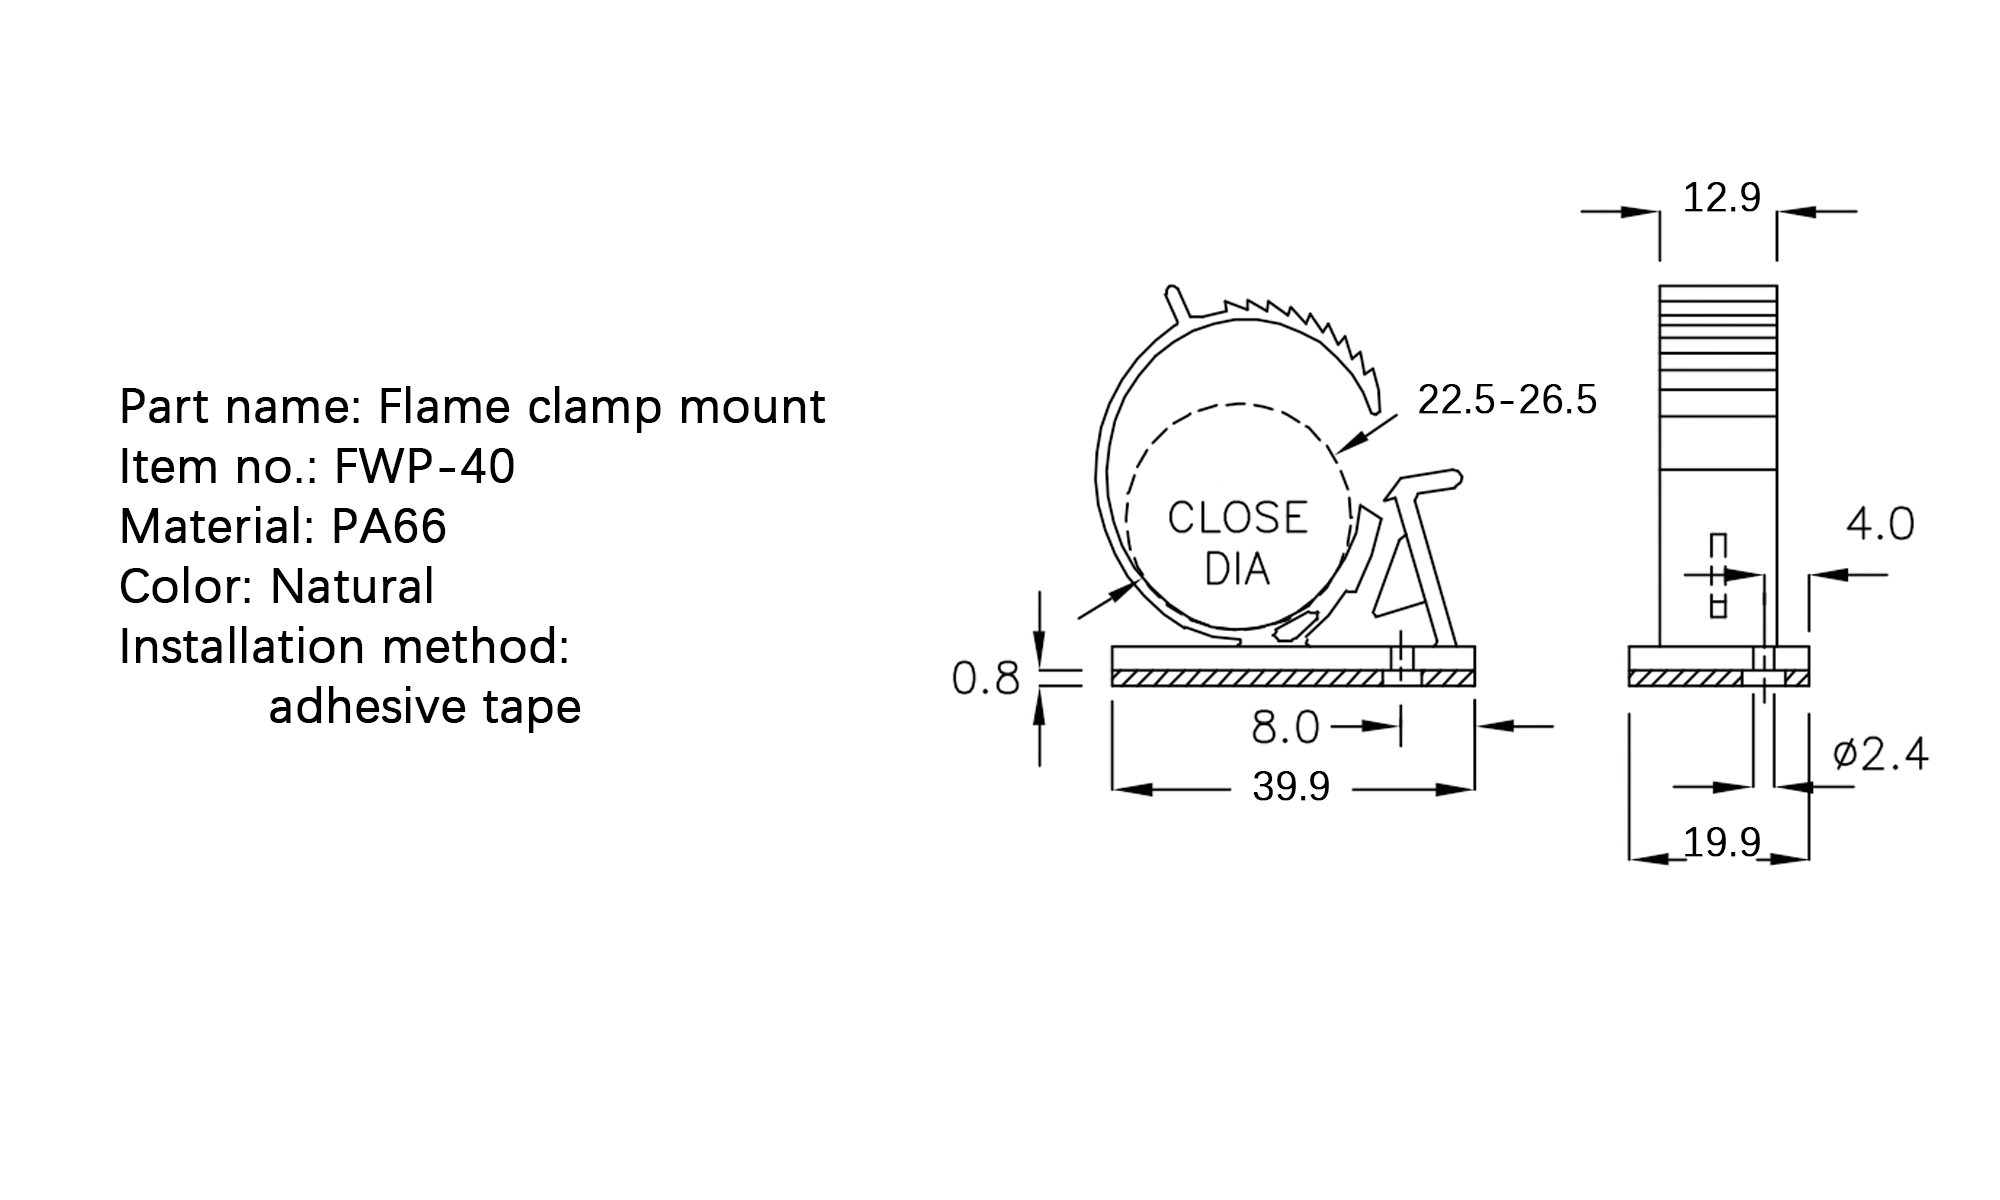 Part name: Flame clamp mount
Item no.: FWP-40
Material: PA66
Color: Natural
Installation method:
adhesive tape
12.9
22.5-26.5
CLOSE
DIA
4.0
0.8
8.0
39.9
ø2.4
19.9